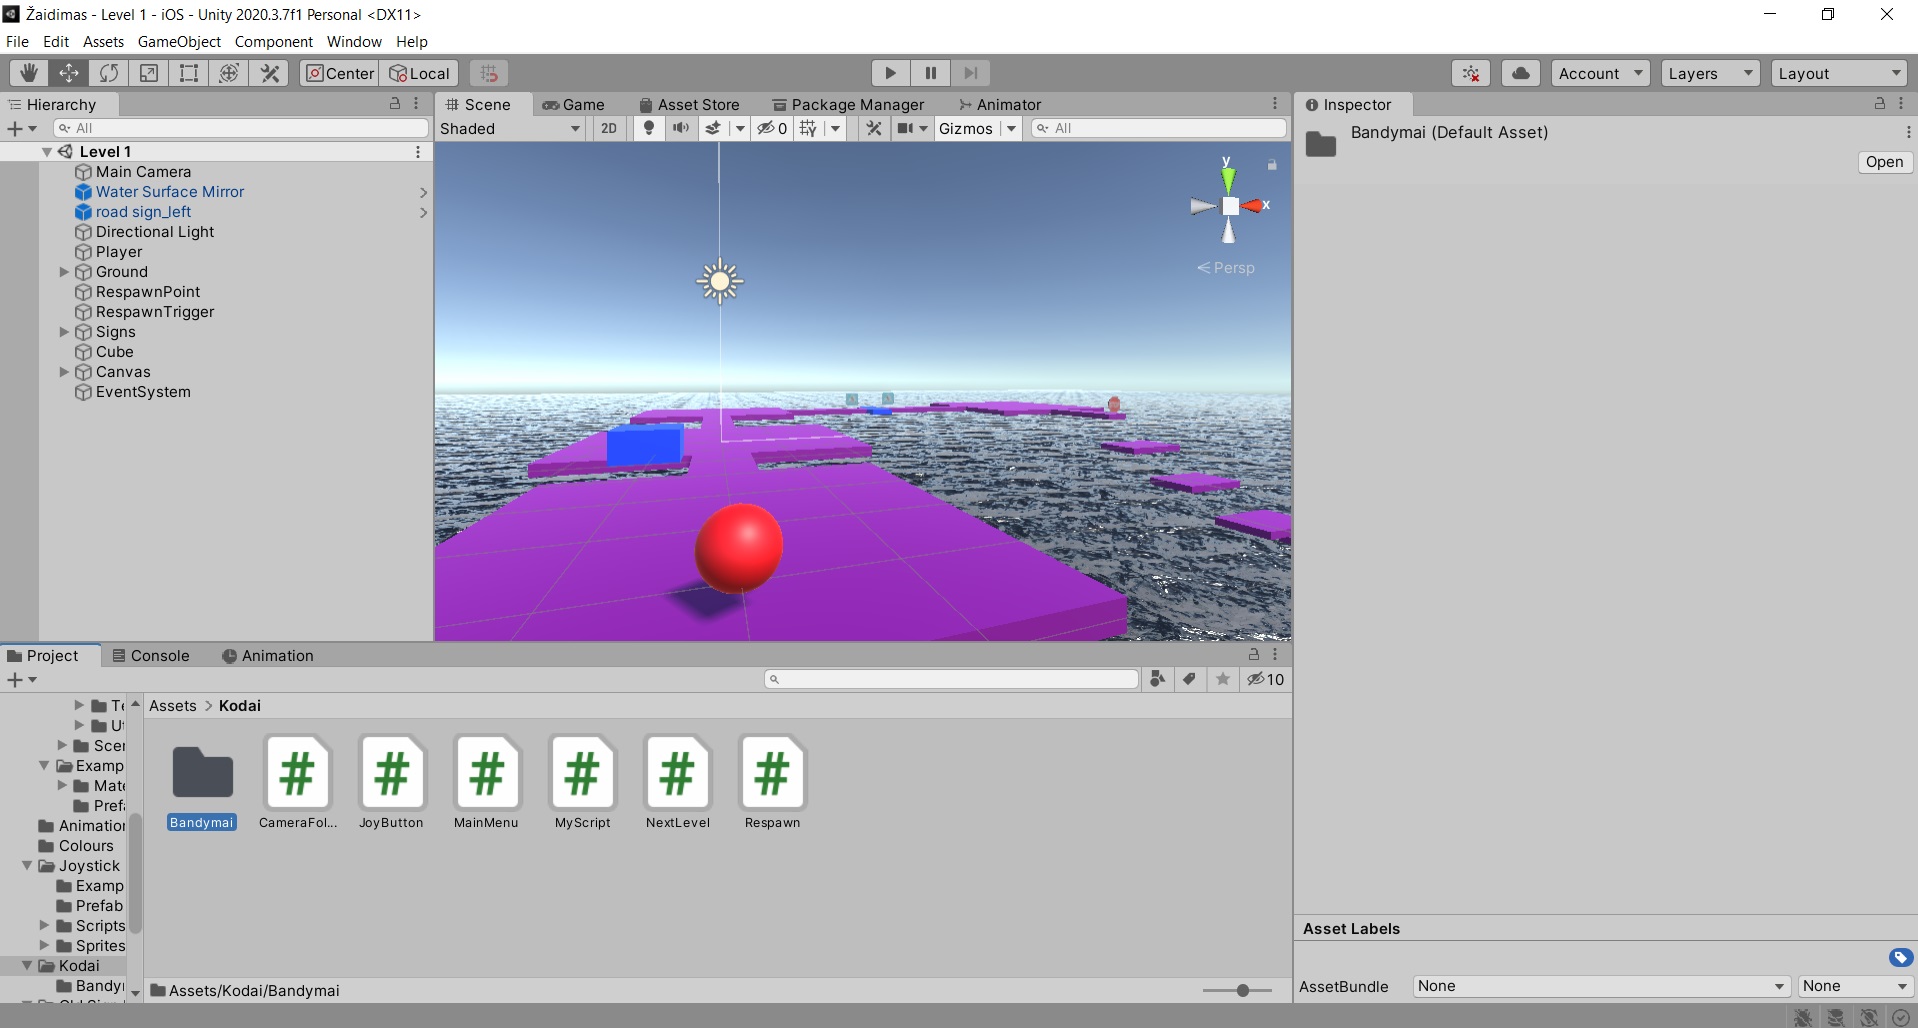 Žaidimas - Level 1 - iOS - Unity 2020.3.7f1 Personal <DX11>
File Edit Assets GameObject Component Window Help
Center Local Account Layers Layout
Hierarchy
All
Level 1
Main Camera
Water Surface Mirror
road sign_left
Directional Light
Player
Ground
RespawnPoint
RespawnTrigger
Signs
Cube
Canvas
EventSystem
Scene Game Asset Store Package Manager Animator
Shaded 2D 0 Gizmos All
y
x
Persp
Inspector
Bandymai (Default Asset)
Open
Project Console Animation
10
Scer
Examp
Mate
Prefa
Animation
Colours
Joystick
Examp
Prefab
Scripts
Sprites
Kodai
Bandy
Assets > Kodai
Bandymai CameraFol... JoyButton MainMenu MyScript NextLevel Respawn
Assets/Kodai/Bandymai
Asset Labels
AssetBundle None None